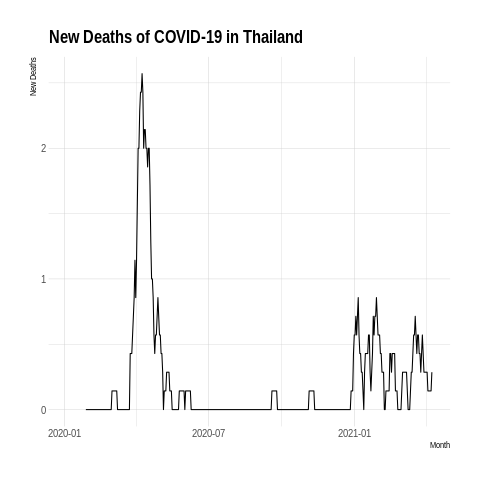 New Deaths of COVID-19 in Thailand
New Deaths
2
1
0
2020-01
2020-07
2021-01
Month